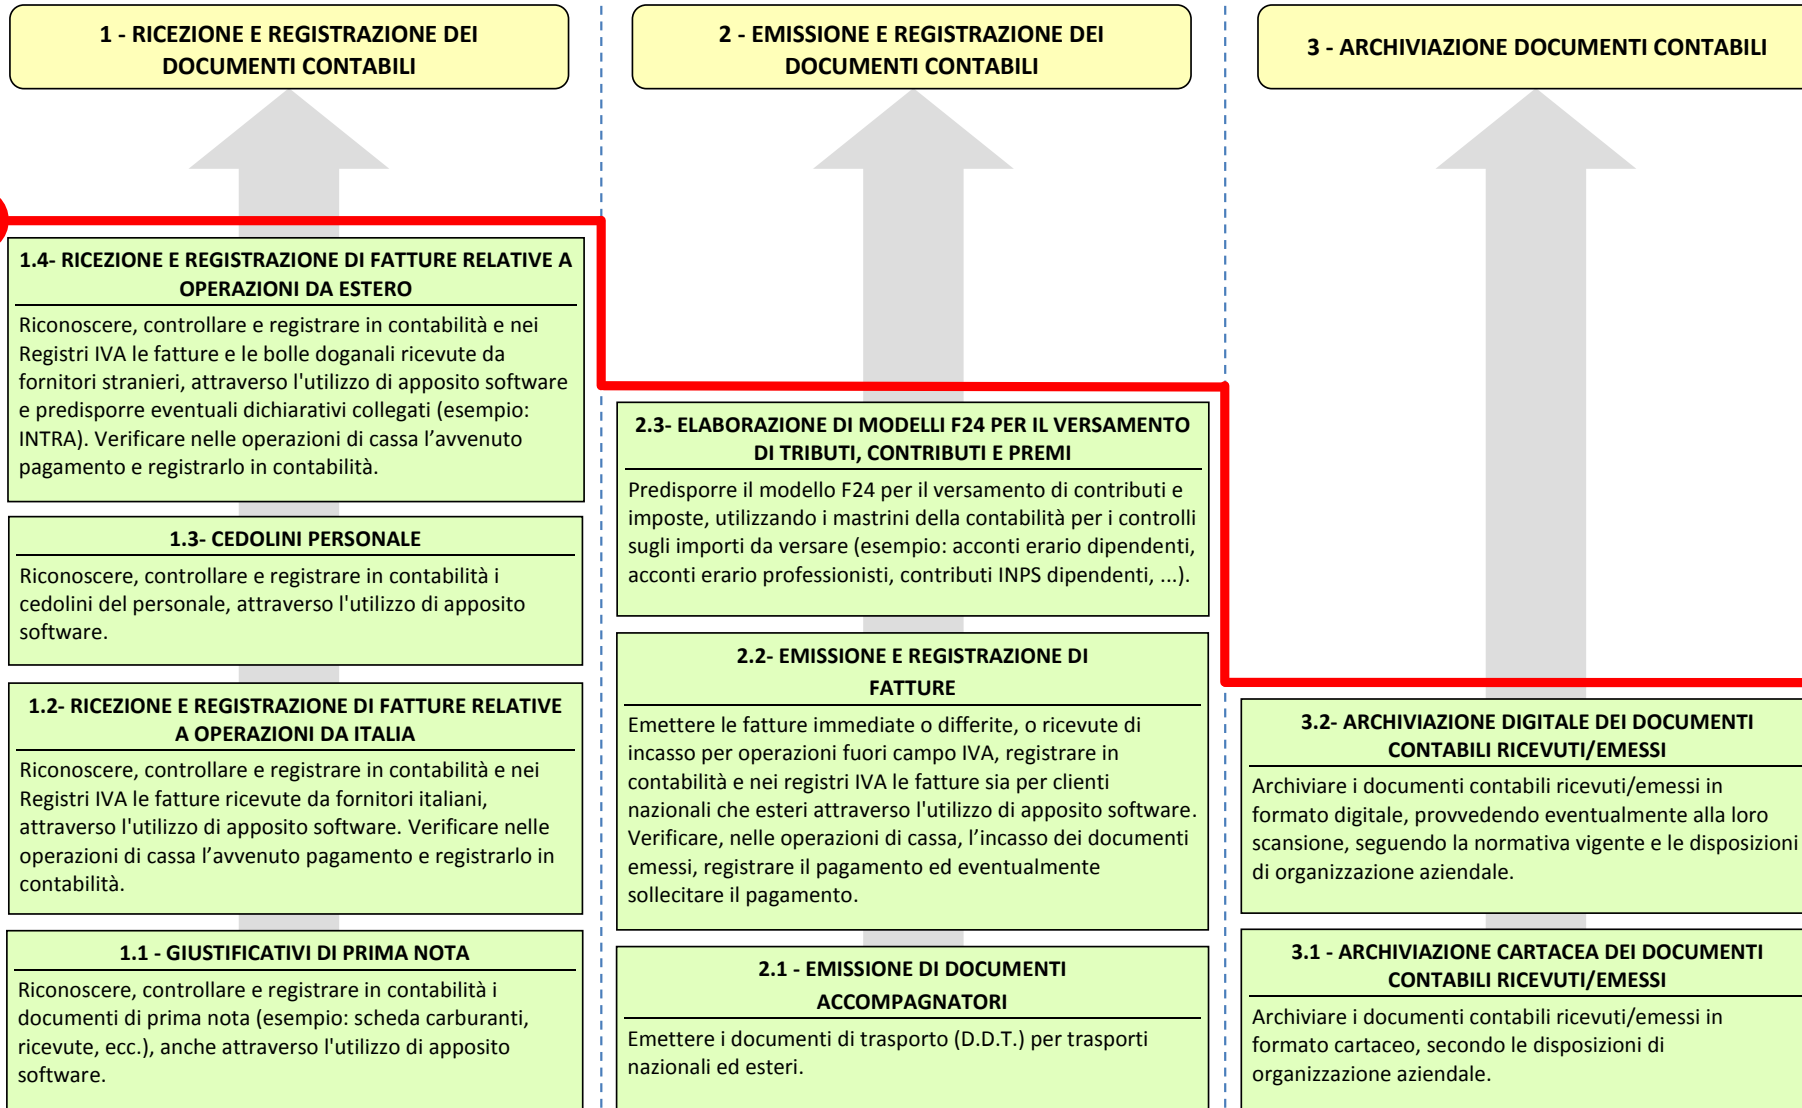 1 - RICEZIONE E REGISTRAZIONE DEI
DOCUMENTI CONTABILI
1.4- RICEZIONE E REGISTRAZIONE DI FATTURE RELATIVE A
OPERAZIONI DA ESTERO
Riconoscere, controllare e registrare in contabilità e nei
Registri IVA le fatture e le bolle doganali ricevute da
fornitori stranieri, attraverso l'utilizzo di apposito software
e predisporre eventuali dichiarativi collegati (esempio:
INTRA). Verificare nelle operazioni di cassa l’avvenuto
pagamento e registrarlo in contabilità.
1.3- CEDOLINI PERSONALE
Riconoscere, controllare e registrare in contabilità i
cedolini del personale, attraverso l'utilizzo di apposito
software.
1.2- RICEZIONE E REGISTRAZIONE DI FATTURE RELATIVE
A OPERAZIONI DA ITALIA
Riconoscere, controllare e registrare in contabilità e nei
Registri IVA le fatture ricevute da fornitori italiani,
attraverso l'utilizzo di apposito software. Verificare nelle
operazioni di cassa l’avvenuto pagamento e registrarlo in
contabilità.
1.1 - GIUSTIFICATIVI DI PRIMA NOTA
Riconoscere, controllare e registrare in contabilità i
documenti di prima nota (esempio: scheda carburanti,
ricevute, ecc.), anche attraverso l'utilizzo di apposito
software.
2 - EMISSIONE E REGISTRAZIONE DEI
DOCUMENTI CONTABILI
2.3- ELABORAZIONE DI MODELLI F24 PER IL VERSAMENTO
DI TRIBUTI, CONTRIBUTI E PREMI
Predisporre il modello F24 per il versamento di contributi e
imposte, utilizzando i mastrini della contabilità per i controlli
sugli importi da versare (esempio: acconti erario dipendenti,
acconti erario professionisti, contributi INPS dipendenti, ...).
2.2- EMISSIONE E REGISTRAZIONE DI
FATTURE
Emettere le fatture immediate o differite, o ricevute di
incasso per operazioni fuori campo IVA, registrare in
contabilità e nei registri IVA le fatture sia per clienti
nazionali che esteri attraverso l'utilizzo di apposito software.
Verificare, nelle operazioni di cassa, l’incasso dei documenti
emessi, registrare il pagamento ed eventualmente
sollecitare il pagamento.
2.1 - EMISSIONE DI DOCUMENTI
ACCOMPAGNATORI
Emettere i documenti di trasporto (D.D.T.) per trasporti
nazionali ed esteri.
3 - ARCHIVIAZIONE DOCUMENTI CONTABILI
3.2- ARCHIVIAZIONE DIGITALE DEI DOCUMENTI
CONTABILI RICEVUTI/EMESSI
Archiviare i documenti contabili ricevuti/emessi in
formato digitale, provvedendo eventualmente alla loro
scansione, seguendo la normativa vigente e le disposizioni
di organizzazione aziendale.
3.1 - ARCHIVIAZIONE CARTACEA DEI DOCUMENTI
CONTABILI RICEVUTI/EMESSI
Archiviare i documenti contabili ricevuti/emessi in
formato cartaceo, secondo le disposizioni di
organizzazione aziendale.